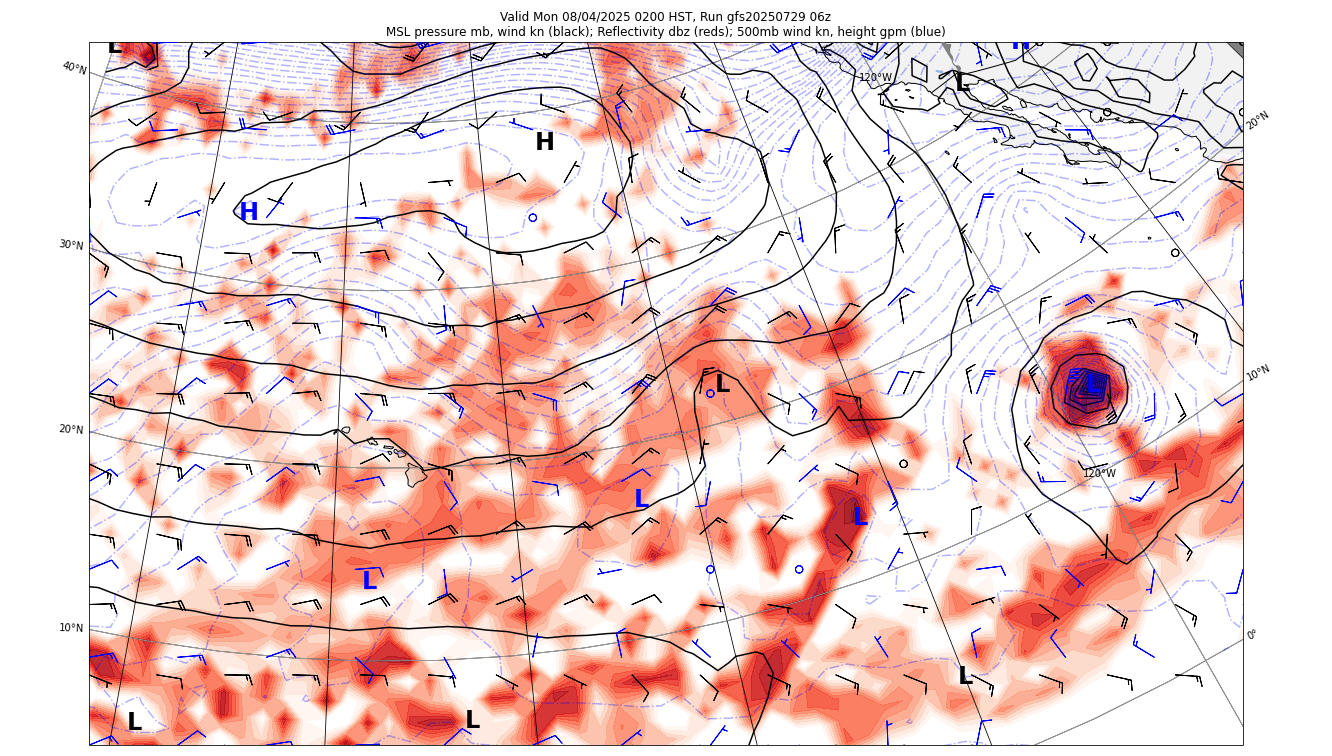 Valid Mon 08/04/2025 0200 HST, Run gfs20250729 06z
MSL pressure mb, wind kn (black); Reflectivity dbz (reds); 500mb wind kn, height gpm (blue)
L
H
40°N
120°W
L
20°N
H
H
30°N
L
L
10°N
20°N
120°W
L
L
L
10°N
0°
L
L
L